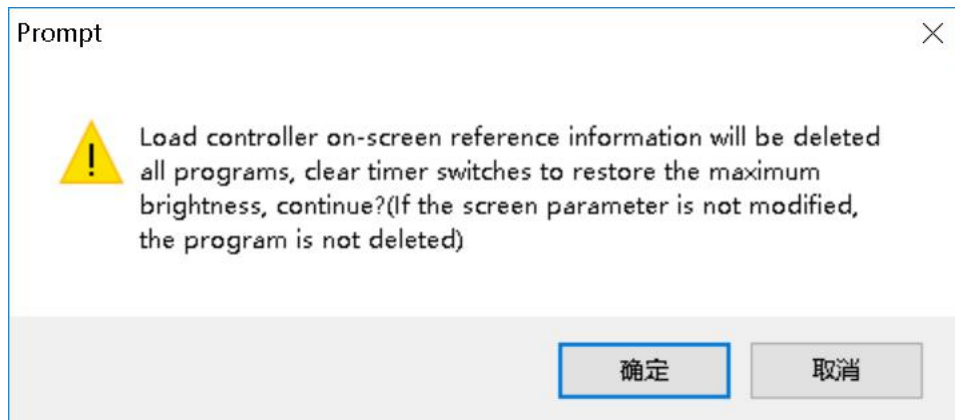 Prompt
Load controller on-screen reference information will be deleted
all programs, clear timer switches to restore the maximum
brightness, continue?(If the screen parameter is not modified,
the program is not deleted)
确定 取消